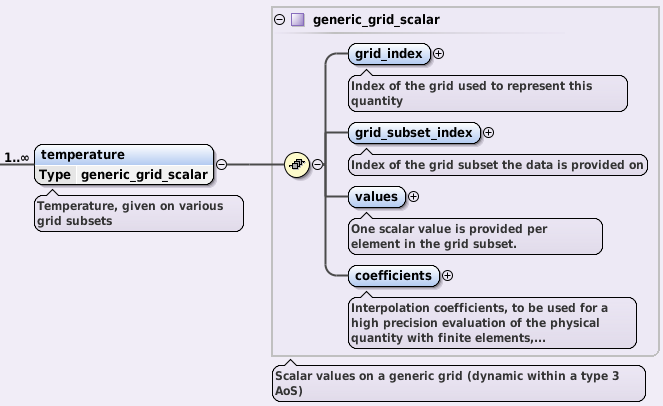 generic_grid_scalar
grid_index
Index of the grid used to represent this
quantity
grid_subset_index
Index of the grid subset the data is provided on
1..∞
temperature
Type generic_grid_scalar
Temperature, given on various
grid subsets
values
One scalar value is provided per
element in the grid subset.
coefficients
Interpolation coefficients, to be used for a
high precision evaluation of the physical
quantity with finite elements,...
Scalar values on a generic grid (dynamic within a type 3
AoS)